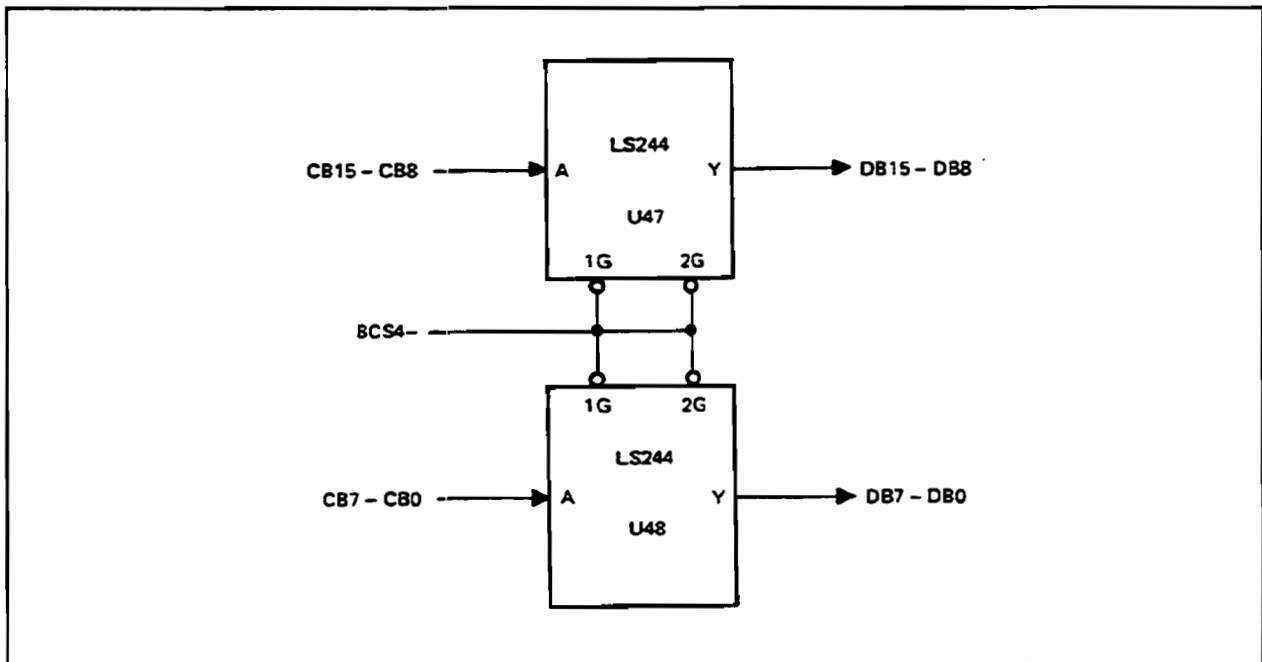 LS244
CB15 – CB8
A
Y
DB15 – DB8
U47
1G
2G
BCS4–
1G
2G
LS244
CB7 – CB0
A
Y
DB7 – DB0
U48